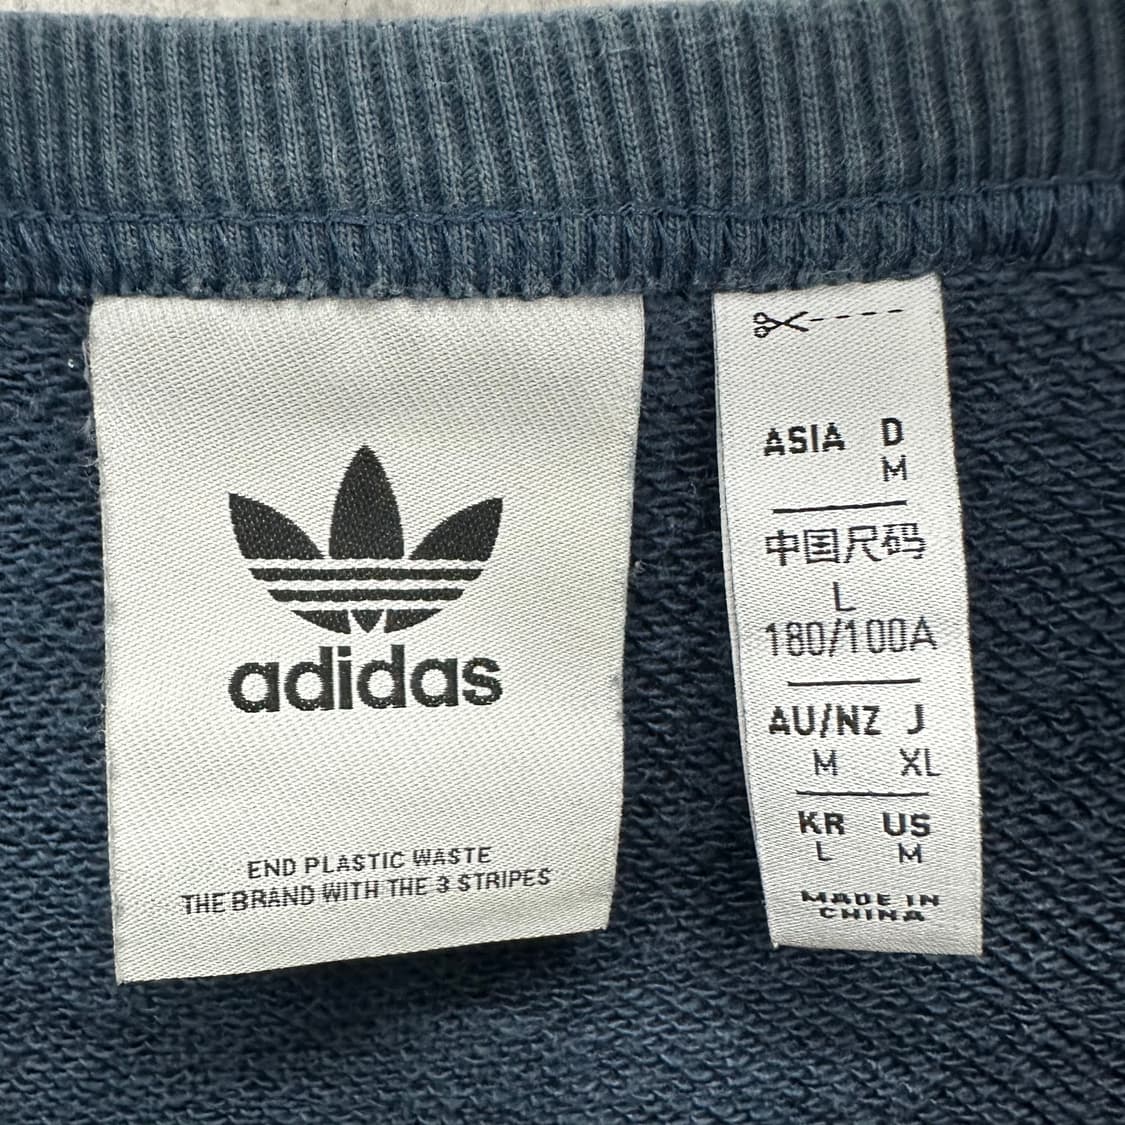 adidas
END PLASTIC WASTE
THE BRAND WITH THE 3 STRIPES
ASIA D
M
中国尺码
L
180/100A
AU/NZ J
M XL
KR US
L M
MADE IN
CHINA